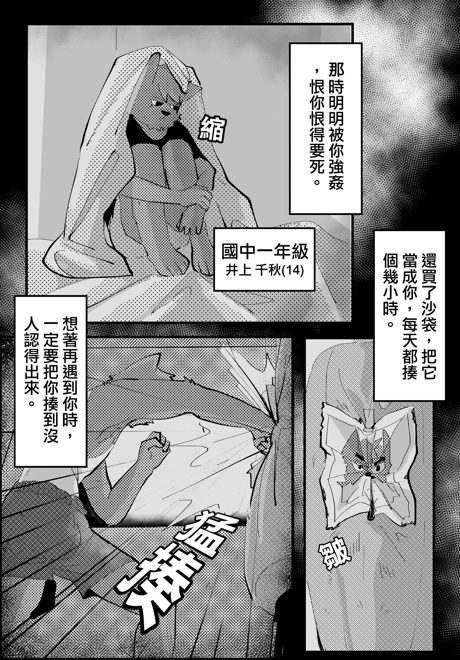 那時明明被你強姦
，恨你恨得要死。
縮
國中一年級
井上 千秋(14)
還買了沙袋，把它
當成你，每天都揍
個幾小時。
皺
想著再遇到你時，
一定要把你揍到沒
人認得出來。
猛揍